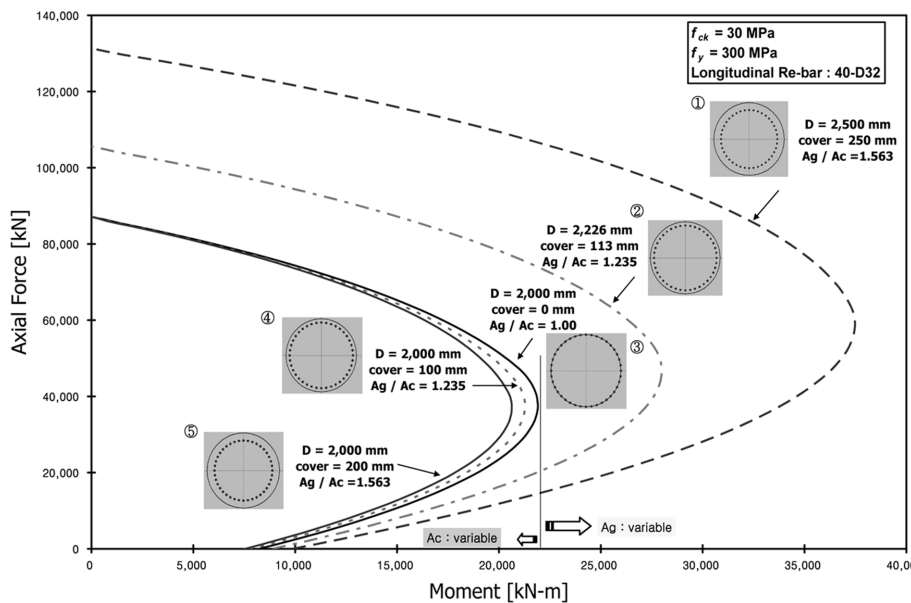 140,000
120,000
100,000
80,000
60,000
40,000
20,000
0
Axial Force [kN]
f ck = 30 MPa
f y = 300 MPa
Longitudinal Re-bar : 40-D32
①
D = 2,500 mm
cover = 250 mm
Ag / Ac =1.563
②
D = 2,226 mm
cover = 113 mm
Ag / Ac = 1.235
D = 2,000 mm
cover = 0 mm
Ag / Ac = 1.00
③
④
D = 2,000 mm
cover = 100 mm
Ag / Ac = 1.235
⑤
D = 2,000 mm
cover = 200 mm
Ag / Ac = 1.563
Ac : variable
Ag : variable
0 5,000 10,000 15,000 20,000 25,000 30,000 35,000 40,000
Moment [kN-m]